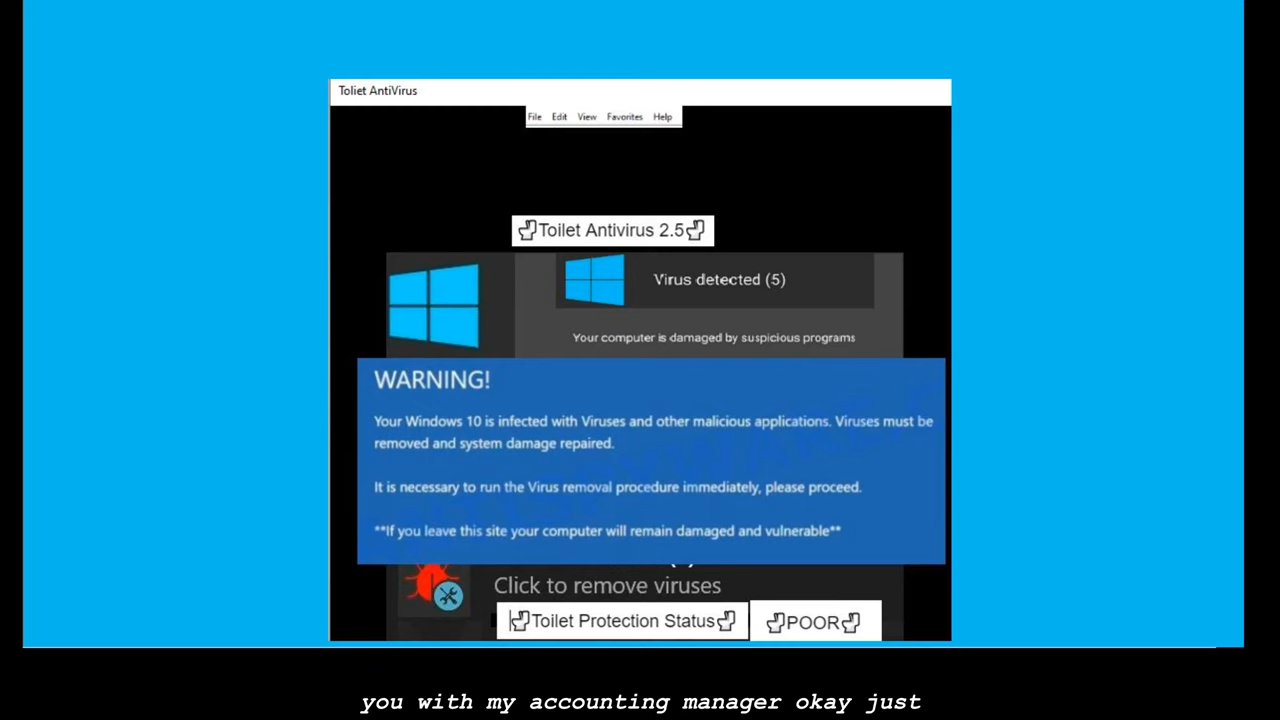 Toliet AntiVirus
File Edit View Favorites Help
Toilet Antivirus 2.5
Virus detected (5)
Your computer is damaged by suspicious programs
WARNING!
Your Windows 10 is infected with Viruses and other malicious applications. Viruses must be
removed and system damage repaired.
It is necessary to run the Virus removal procedure immediately, please proceed.
**If you leave this site your computer will remain damaged and vulnerable**
Click to remove viruses
Toilet Protection Status
POOR
you with my accounting manager okay just